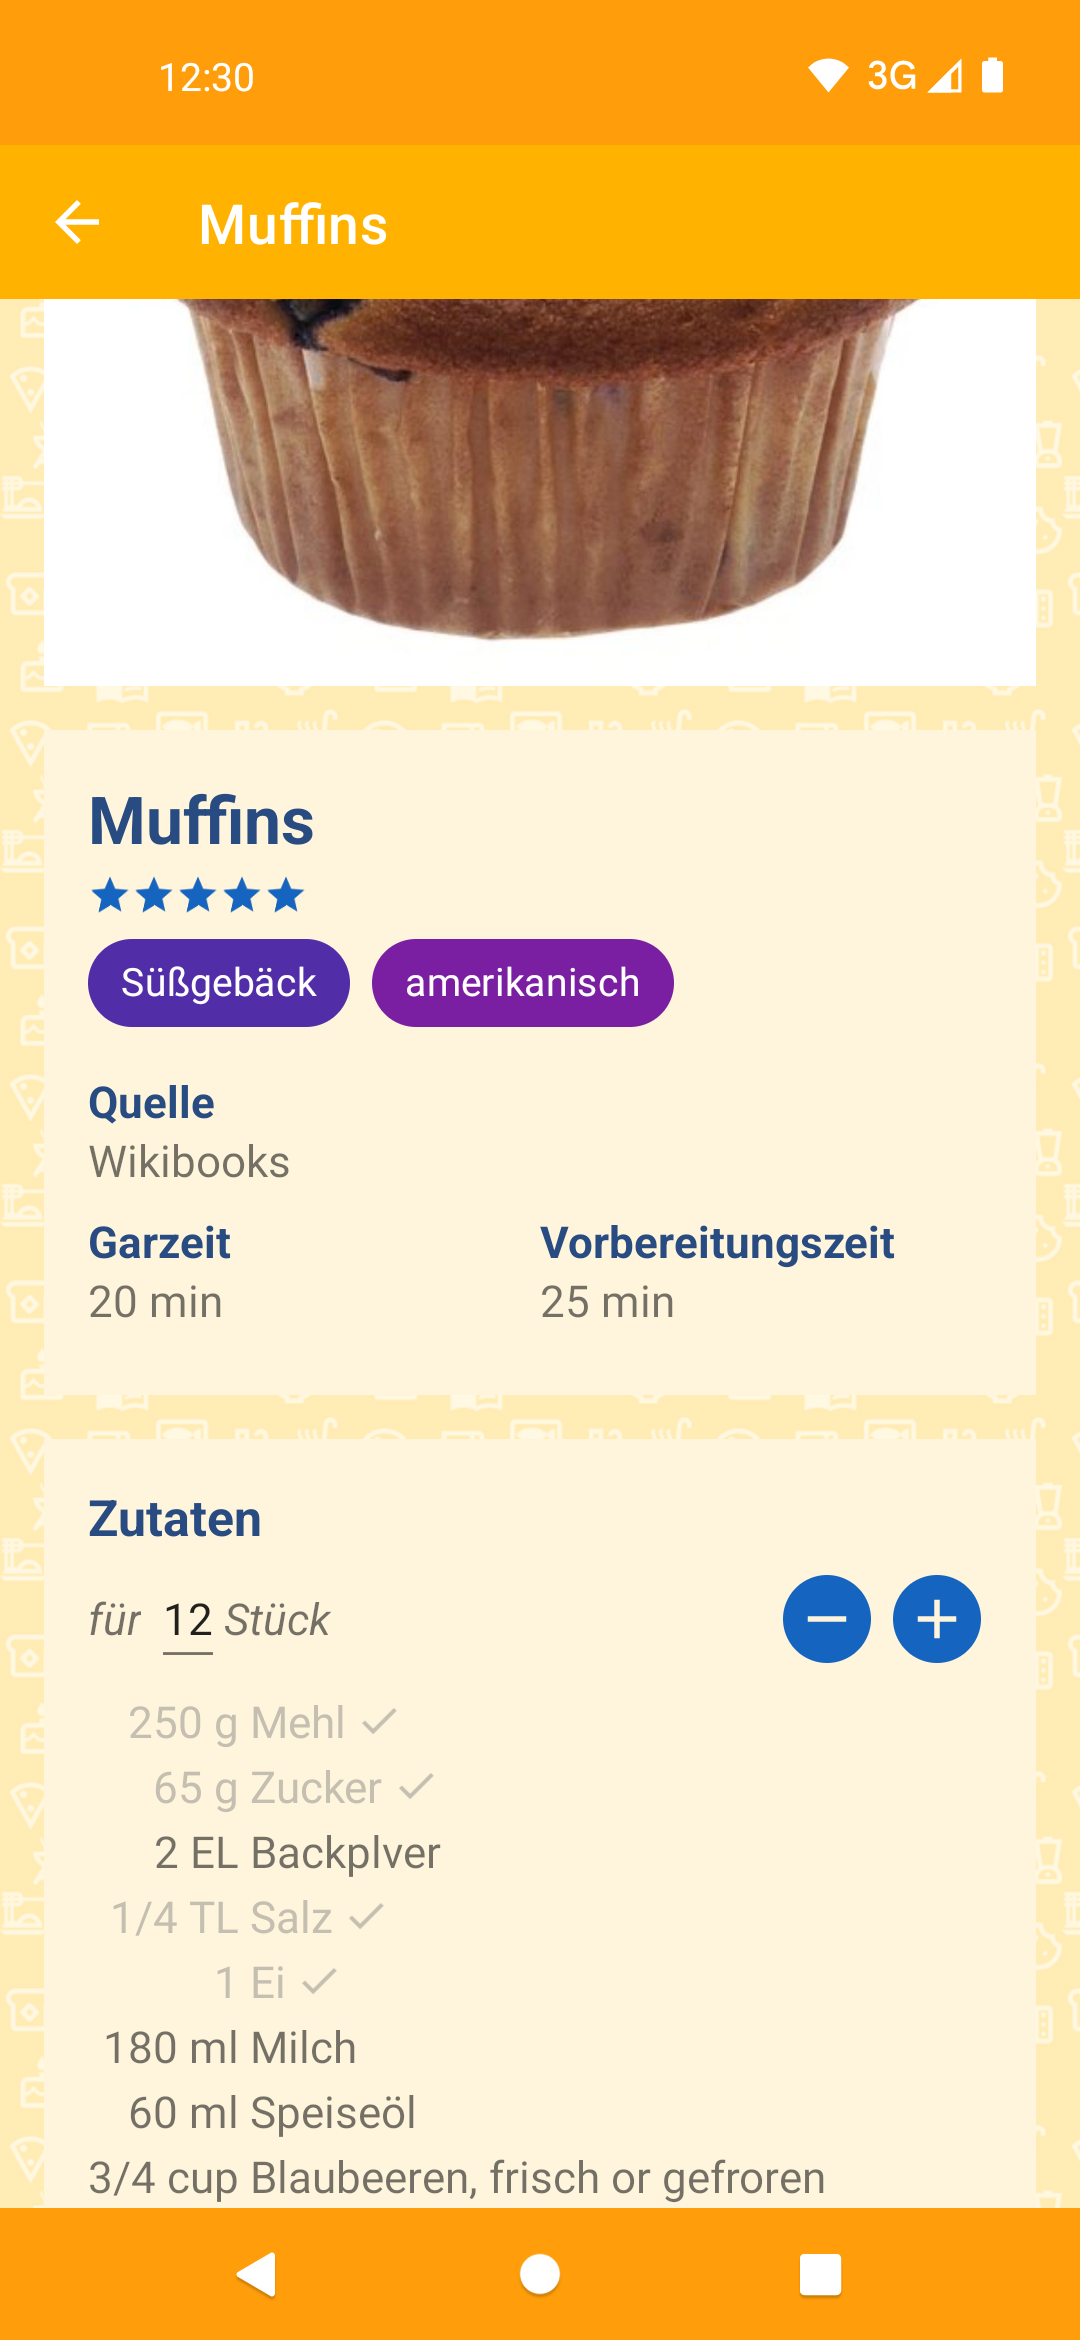 12:30 3G
Muffins
Muffins
Süßgebäck amerikanisch
Quelle
Wikibooks
Garzeit Vorbereitungszeit
20 min 25 min
Zutaten
für 12 Stück
250 g Mehl
65 g Zucker
2 EL Backplver
1/4 TL Salz
1 Ei
180 ml Milch
60 ml Speiseöl
3/4 cup Blaubeeren, frisch or gefroren